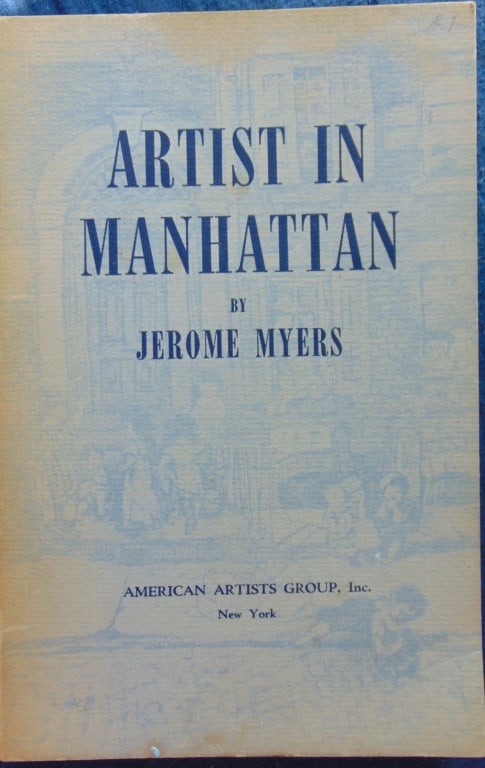 ARTIST IN
MANHATTAN
BY
JEROME MYERS
AMERICAN ARTISTS GROUP, Inc.
New York